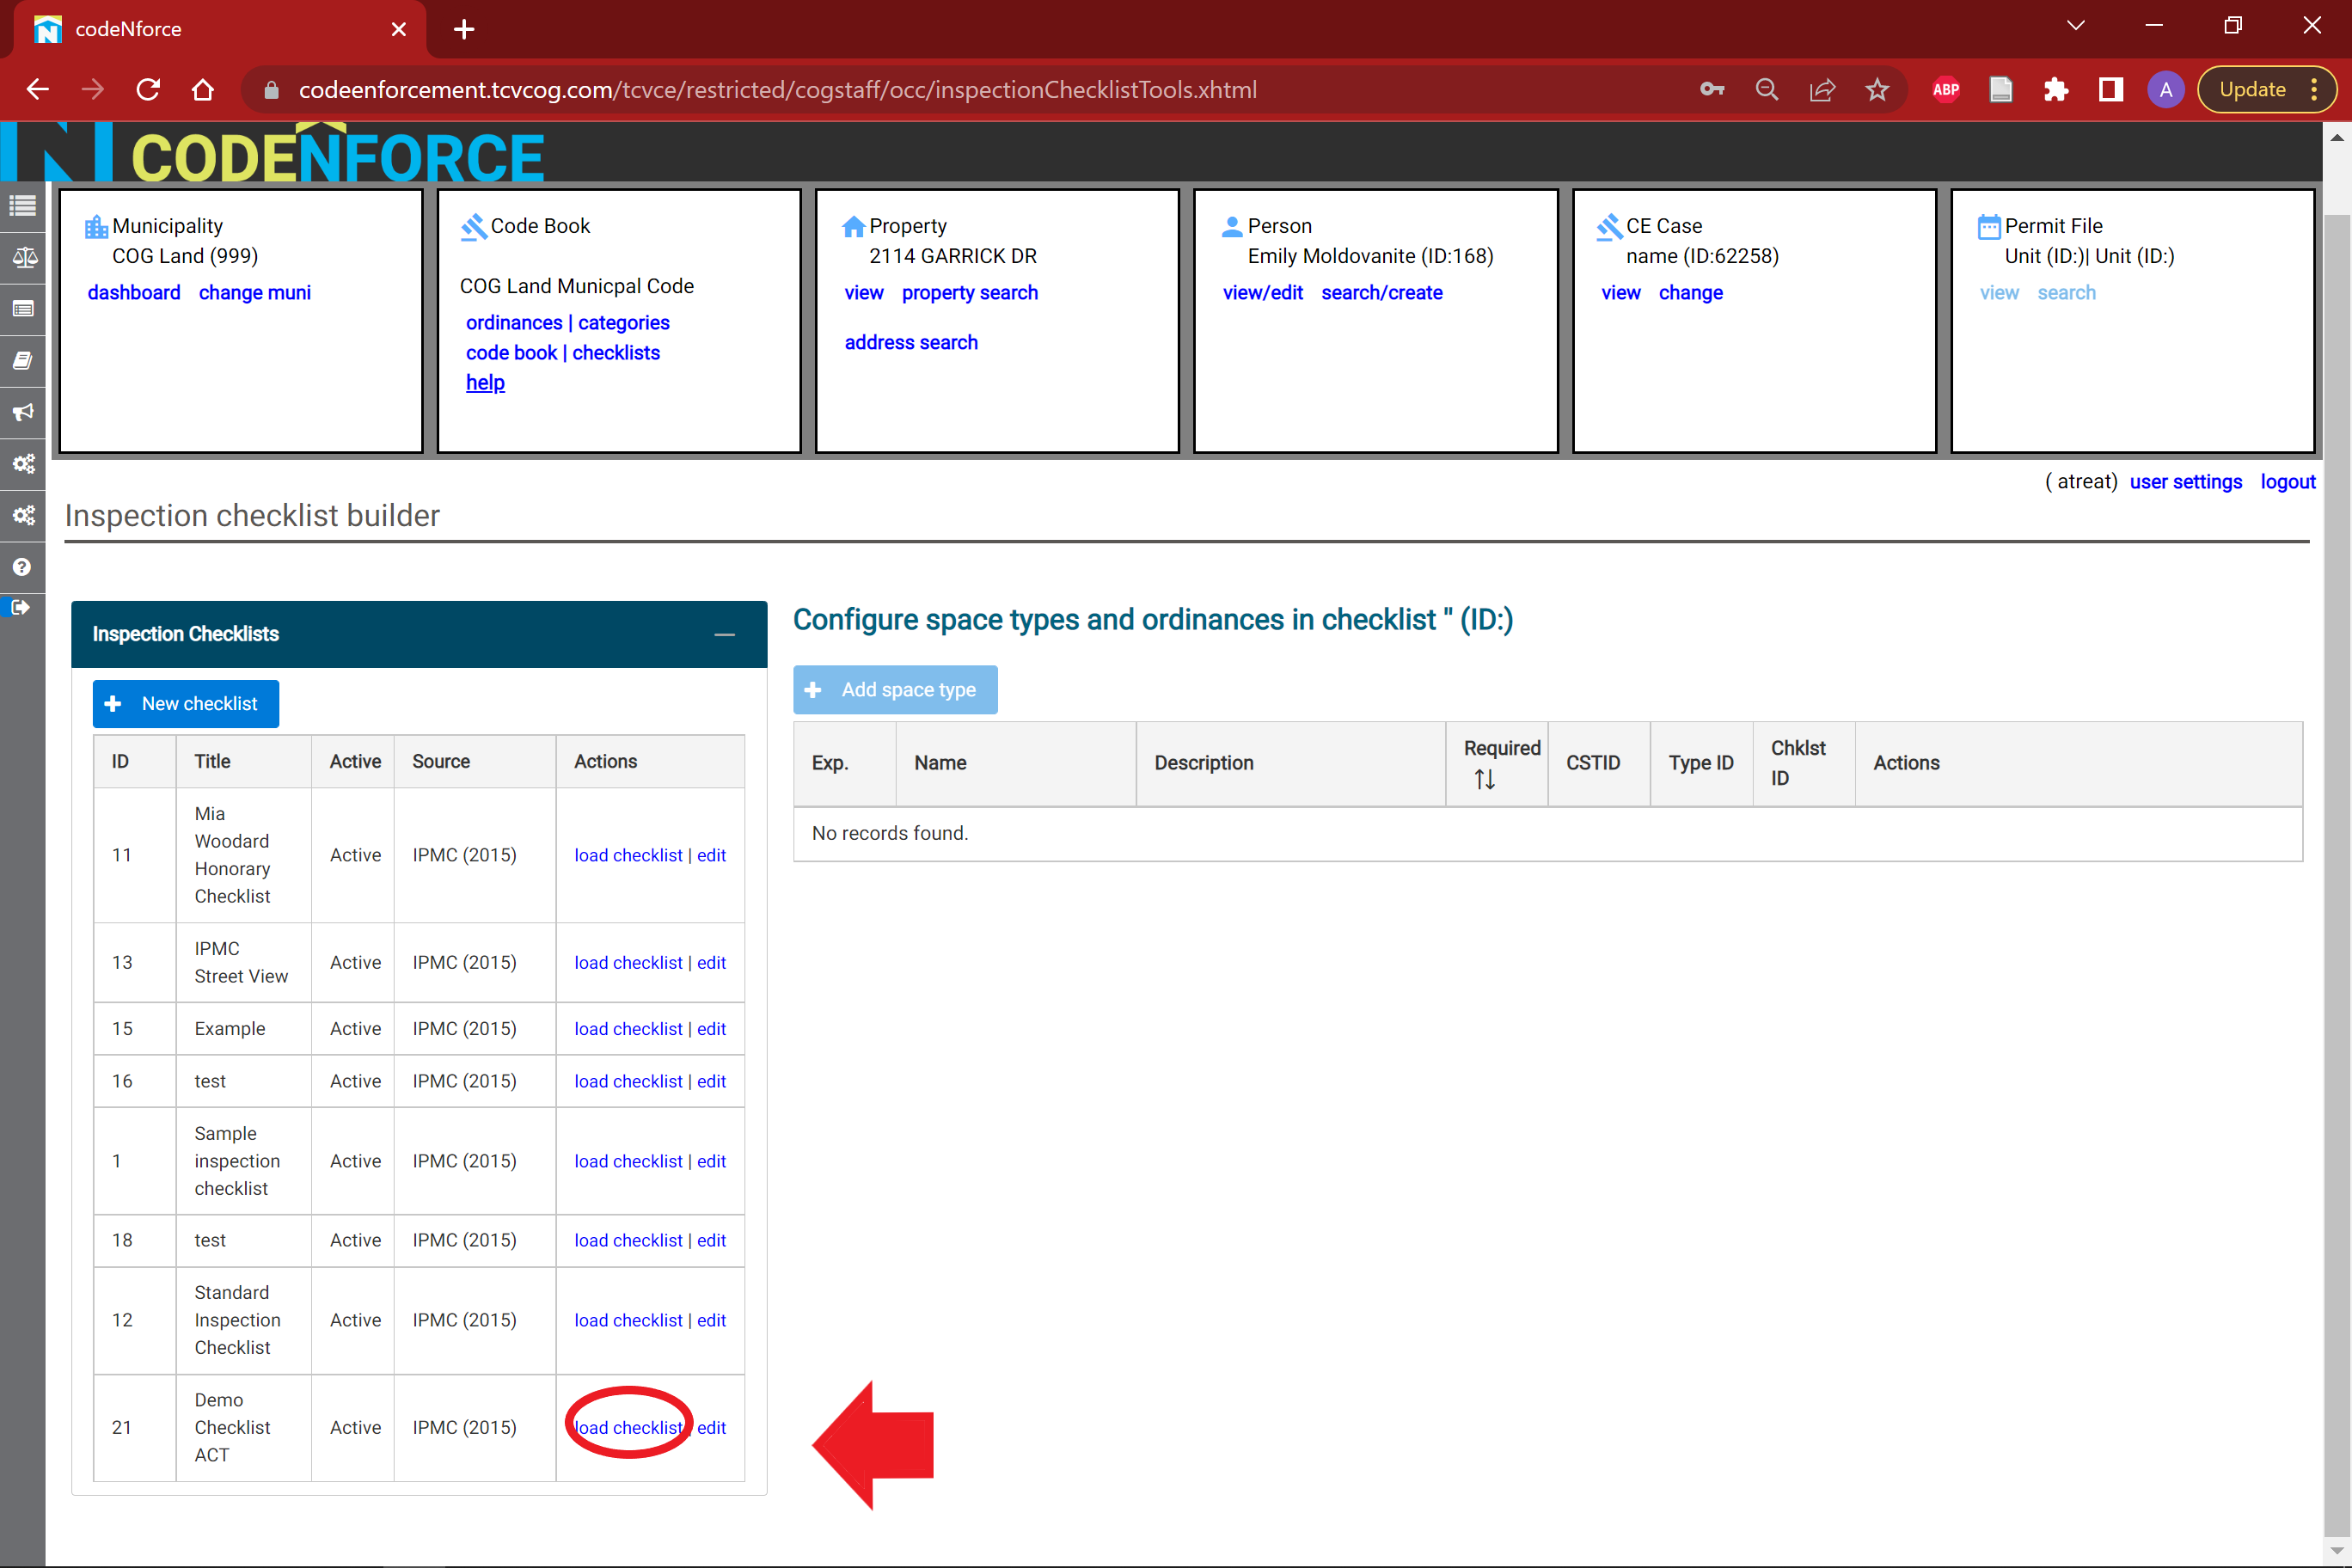 codeNforce
codeenforcement.tcvcog.com/tcvce/restricted/cogstaff/occ/inspectionChecklistTools.xhtml
ABP
A
Update
N CODENFORCE
Municipality
COG Land (999)
dashboard change muni
Code Book
COG Land Municpal Code
ordinances | categories
code book | checklists
help
Property
2114 GARRICK DR
view property search
address search
Person
Emily Moldovanite (ID:168)
view/edit search/create
CE Case
name (ID:62258)
view change
Permit File
Unit (ID:)| Unit (ID:)
view search
( atreat) user settings logout
Inspection checklist builder
Inspection Checklists
New checklist
ID Title Active Source Actions
11 Mia Woodard Honorary Checklist Active IPMC (2015) load checklist | edit
13 IPMC Street View Active IPMC (2015) load checklist | edit
15 Example Active IPMC (2015) load checklist | edit
16 test Active IPMC (2015) load checklist | edit
1 Sample inspection checklist Active IPMC (2015) load checklist | edit
18 test Active IPMC (2015) load checklist | edit
12 Standard Inspection Checklist Active IPMC (2015) load checklist | edit
21 Demo Checklist ACT Active IPMC (2015) load checklist | edit
Configure space types and ordinances in checklist '' (ID:)
Add space type
Exp. Name Description Required CSTID Type ID Chklst ID Actions
No records found.